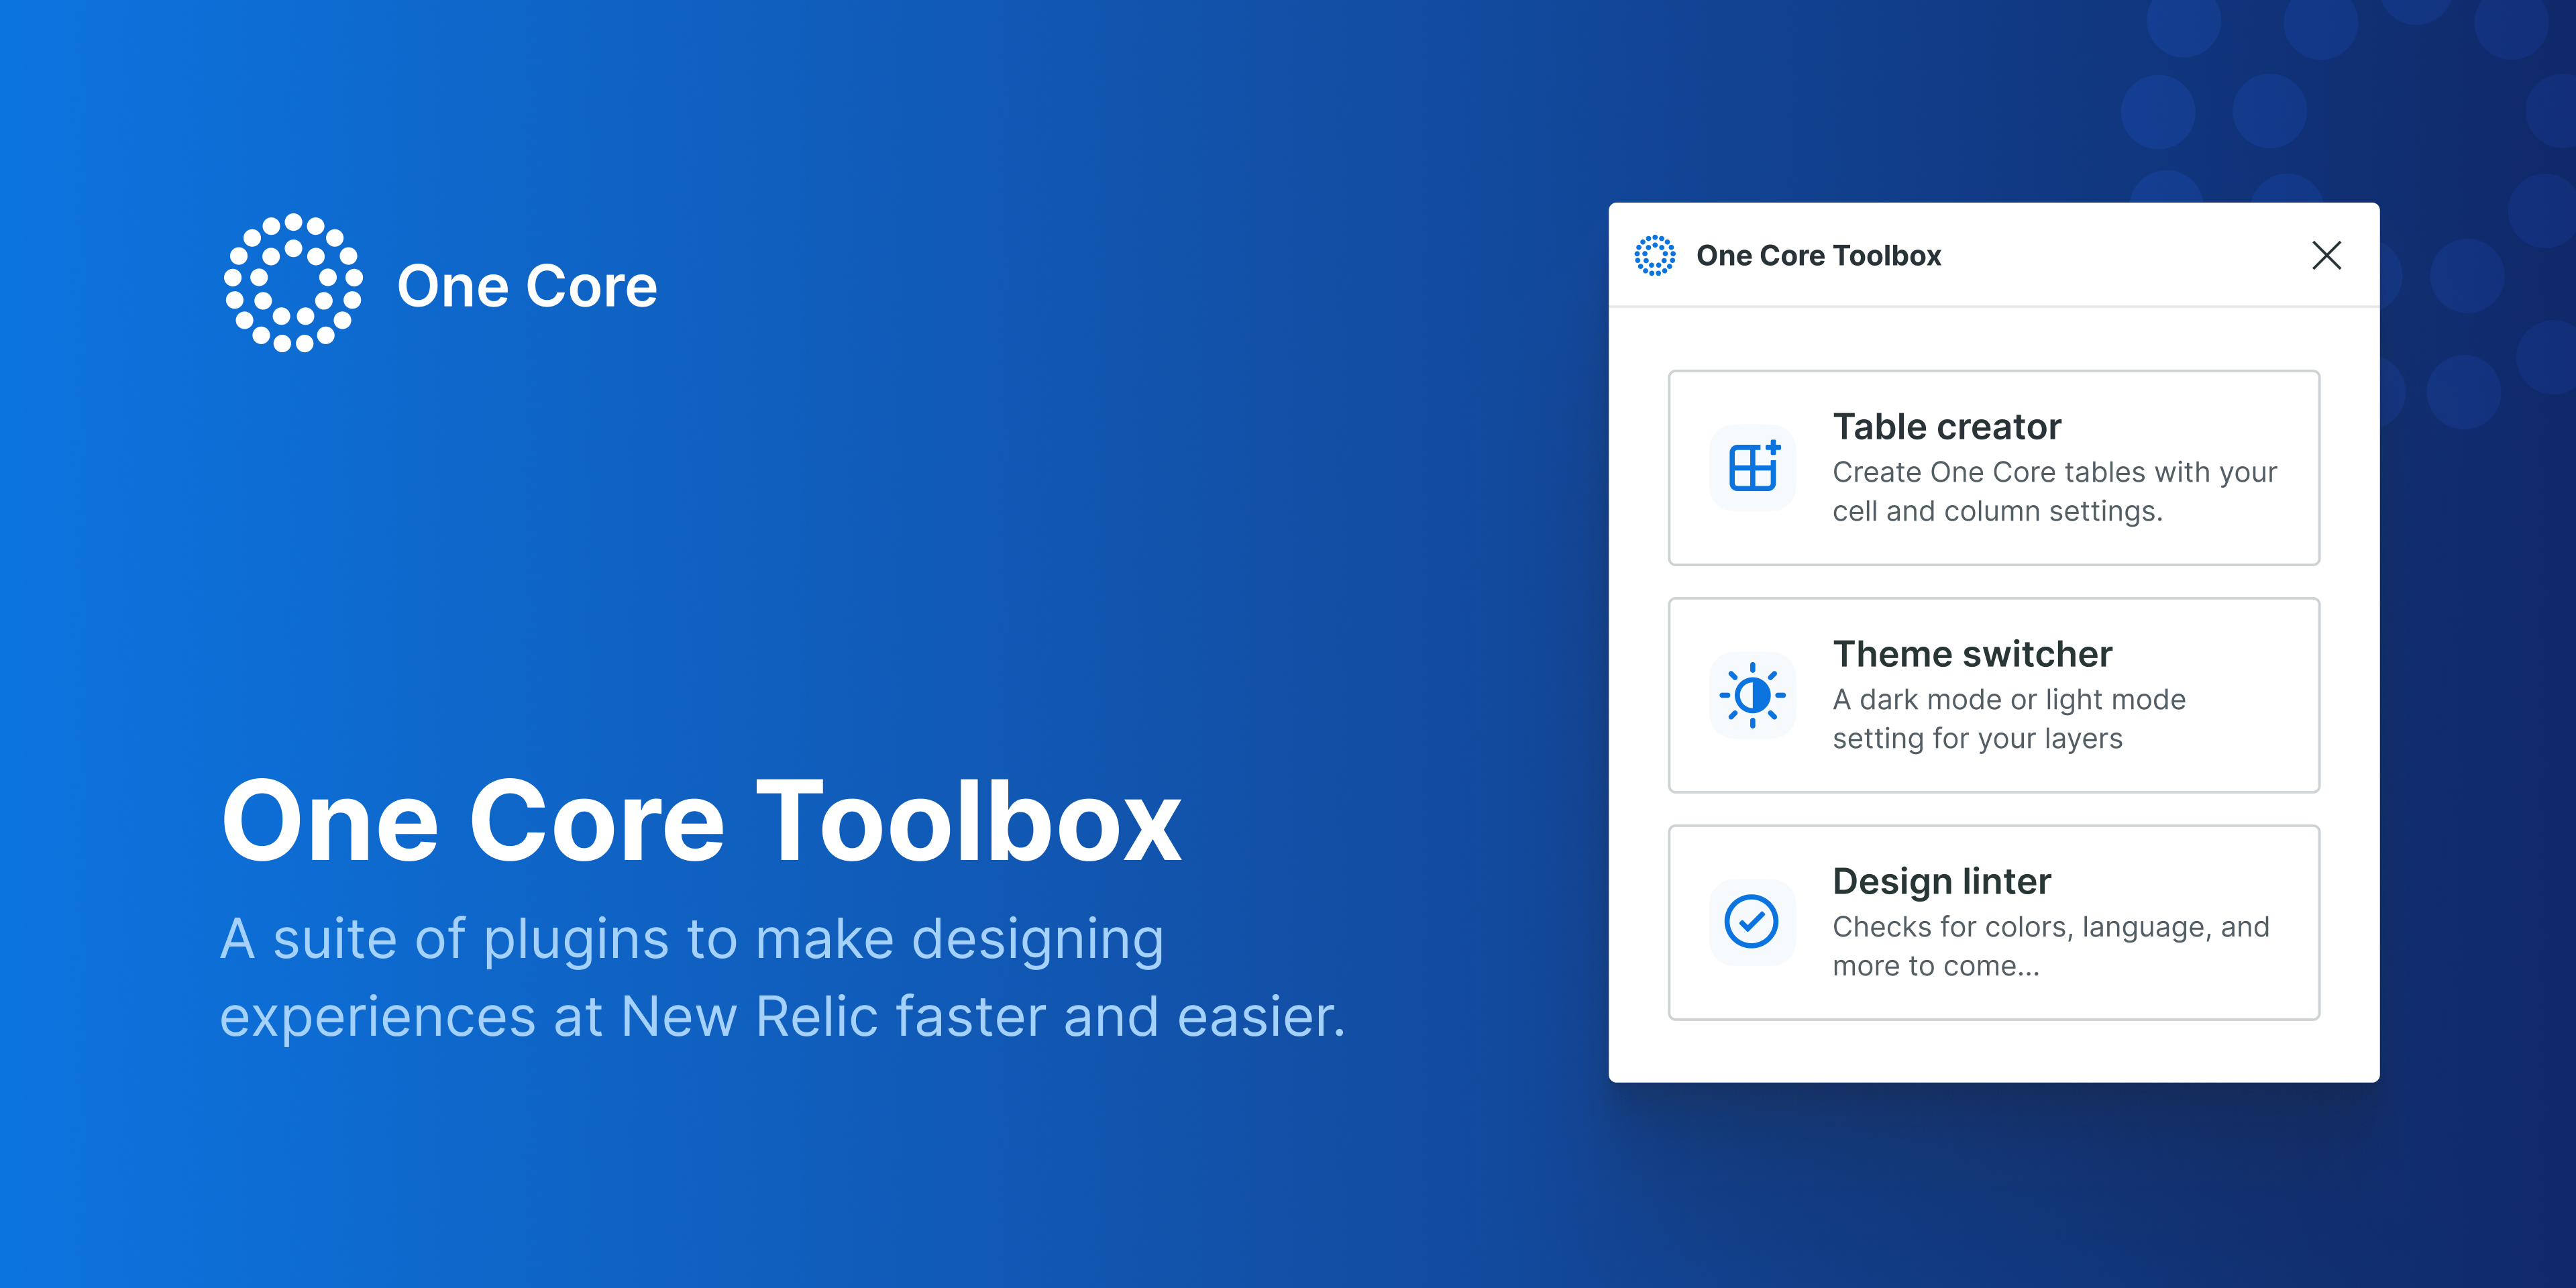 One Core
One Core Toolbox
A suite of plugins to make designing
experiences at New Relic faster and easier.
One Core Toolbox
Table creator
Create One Core tables with your
cell and column settings.
Theme switcher
A dark mode or light mode
setting for your layers
Design linter
Checks for colors, language, and
more to come...